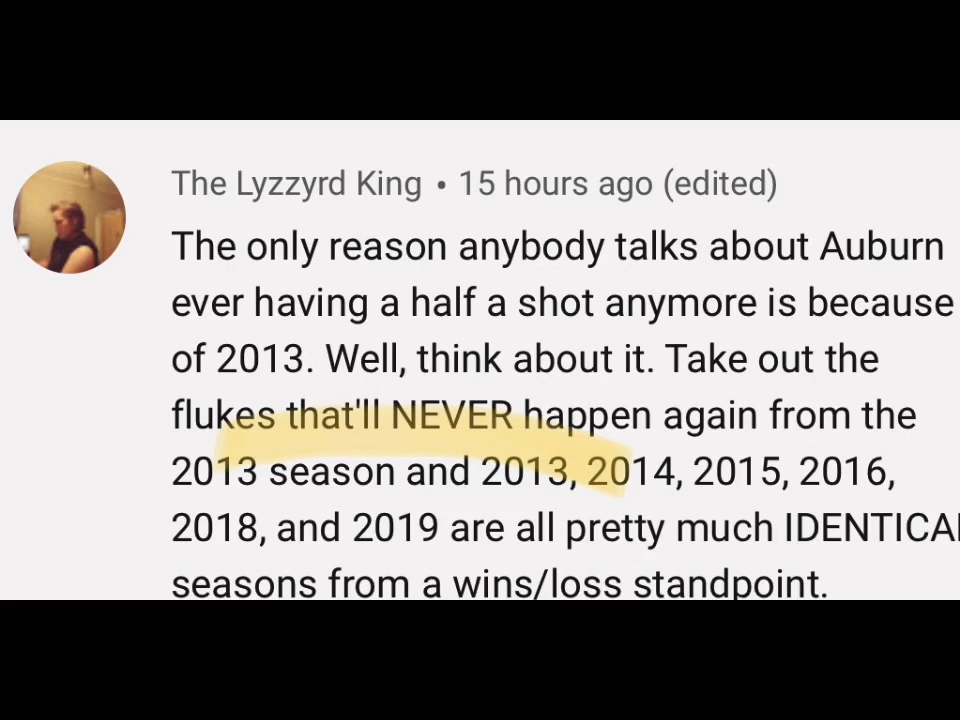 The Lyzzyrd King • 15 hours ago (edited)
The only reason anybody talks about Auburn
ever having a half a shot anymore is because
of 2013. Well, think about it. Take out the
flukes that'll NEVER happen again from the
2013 season and 2013, 2014, 2015, 2016,
2018, and 2019 are all pretty much IDENTICAL
seasons from a wins/loss standpoint.